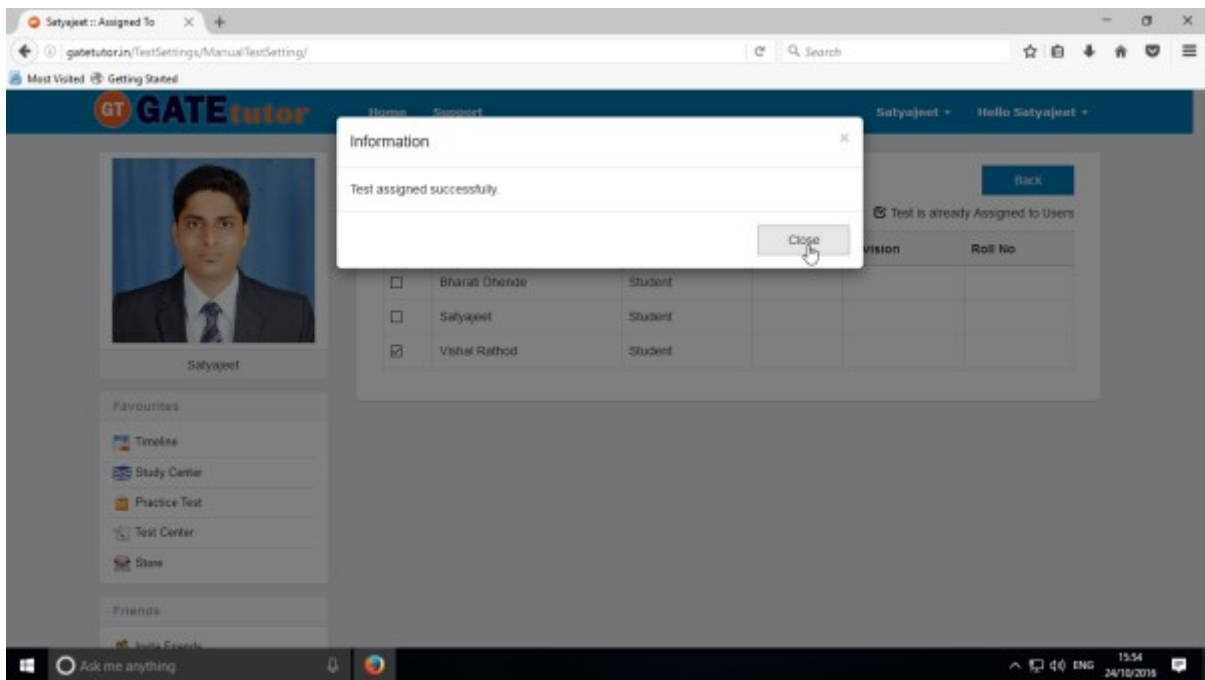 Satyajeet :: Assigned To
gatetutor.in/TestSettings/ManualTestSetting/
Search
Most Visited Getting Started
GT GATEtutor Home Support Satyajeet Hello Satyajeet
Information
Test assigned successfully.
Close
Back
Test is already Assigned to Users
vision Roll No
Bharati Dhende Student
Satyajeet Student
Vishal Rathod Student
Satyajeet
Favourites
Timeline
Study Center
Practice Test
Test Center
Store
Friends
Invite Friends
Ask me anything
ENG
15:54
24/10/2016